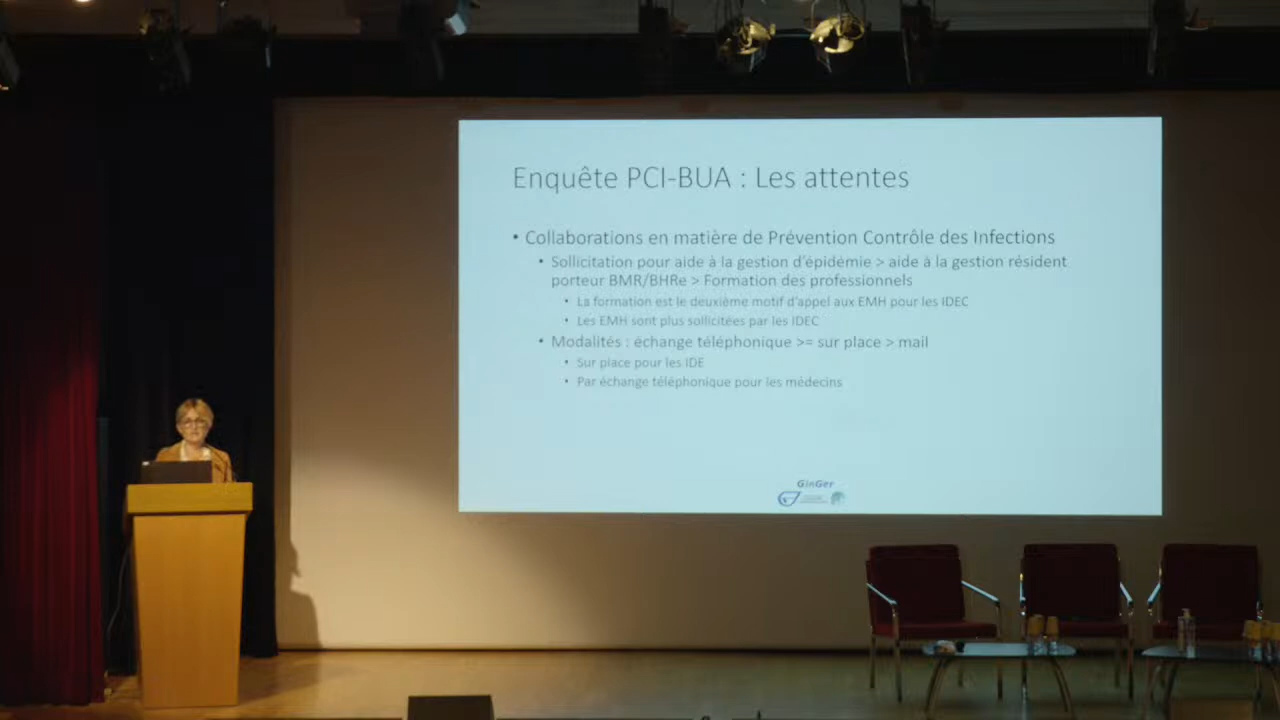 Enquête PCI-BUA : Les attentes
• Collaborations en matière de Prévention Contrôle des Infections
• Sollicitation pour aide à la gestion d'épidémie > aide à la gestion résident
porteur BMR/BHRe > Formation des professionnels
• La formation est le deuxième motif d'appel aux EMH pour les IDEC
• Les EMH sont plus sollicitées par les IDEC
• Modalités : échange téléphonique >= sur place > mail
• Sur place pour les IDE
• Par échange téléphonique pour les médecins
GinGer